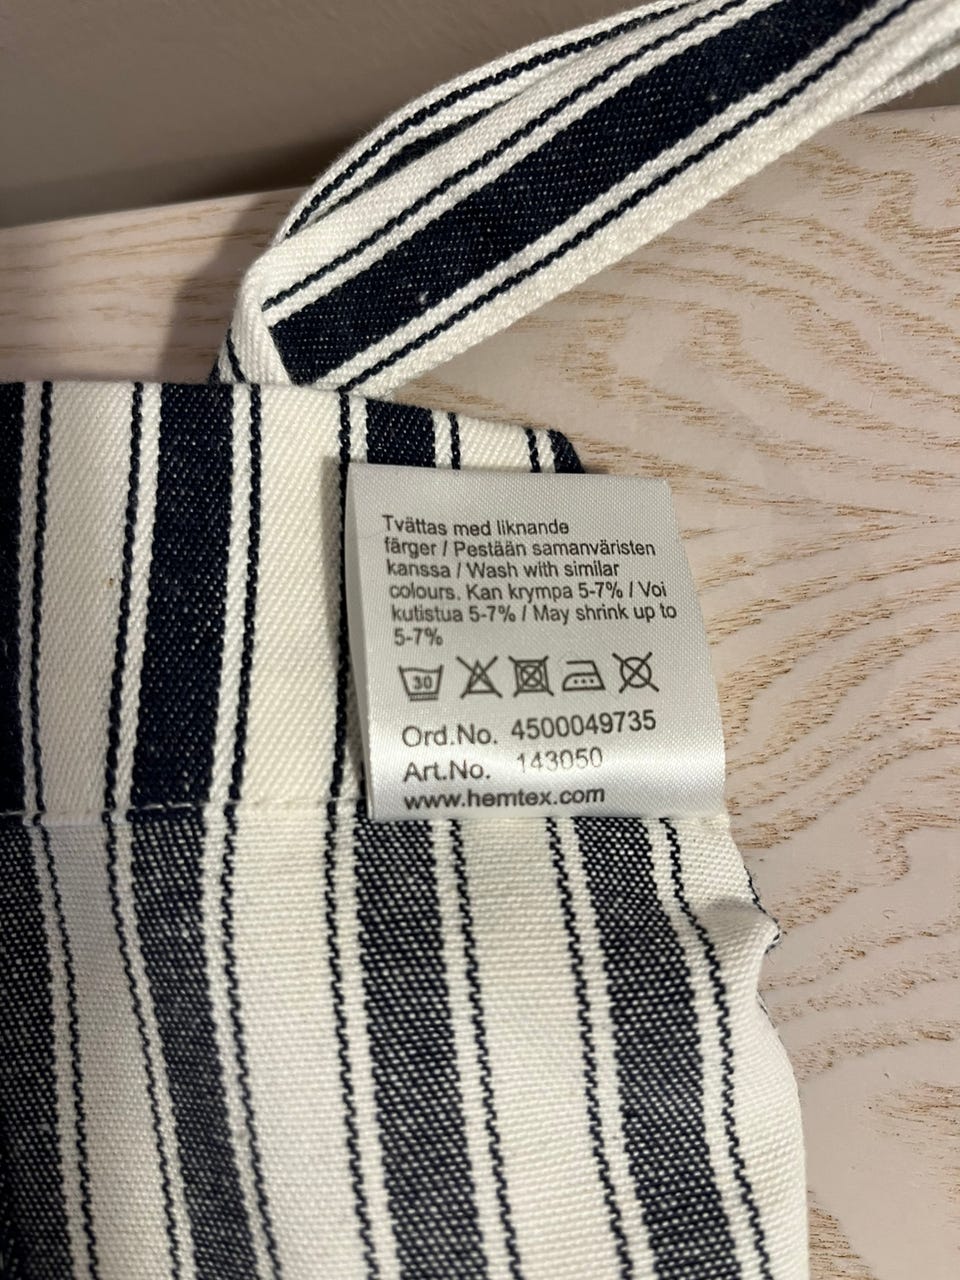 Tvättas med liknande
färger / Pestään samanväristen
kanssa / Wash with similar
colours. Kan krympa 5-7% / Voi
kutistua 5-7% / May shrink up to
5-7%
30
Ord.No. 4500049735
Art.No. 143050
www.hemtex.com